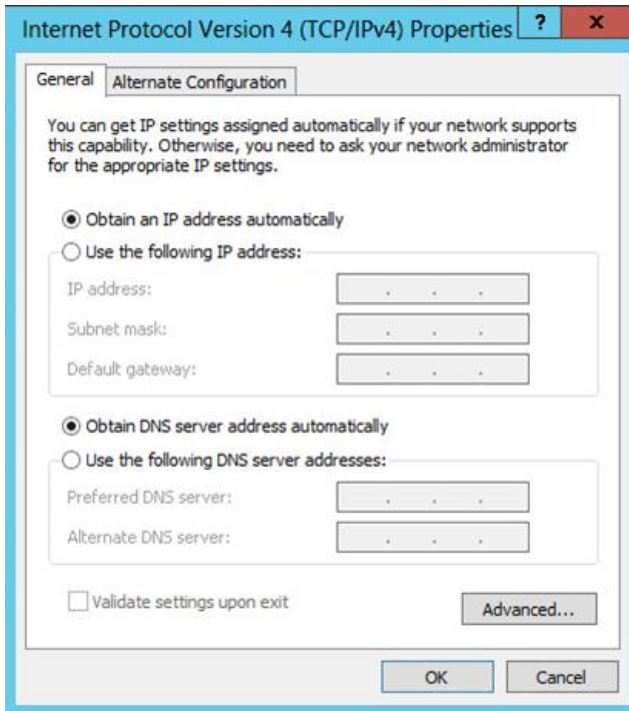 Internet Protocol Version 4 (TCP/IPv4) Properties ? x
General Alternate Configuration
You can get IP settings assigned automatically if your network supports
this capability. Otherwise, you need to ask your network administrator
for the appropriate IP settings.
Obtain an IP address automatically
Use the following IP address:
IP address: . . .
Subnet mask: . . .
Default gateway: . . .
Obtain DNS server address automatically
Use the following DNS server addresses:
Preferred DNS server: . . .
Alternate DNS server: . . .
Validate settings upon exit
Advanced...
OK Cancel